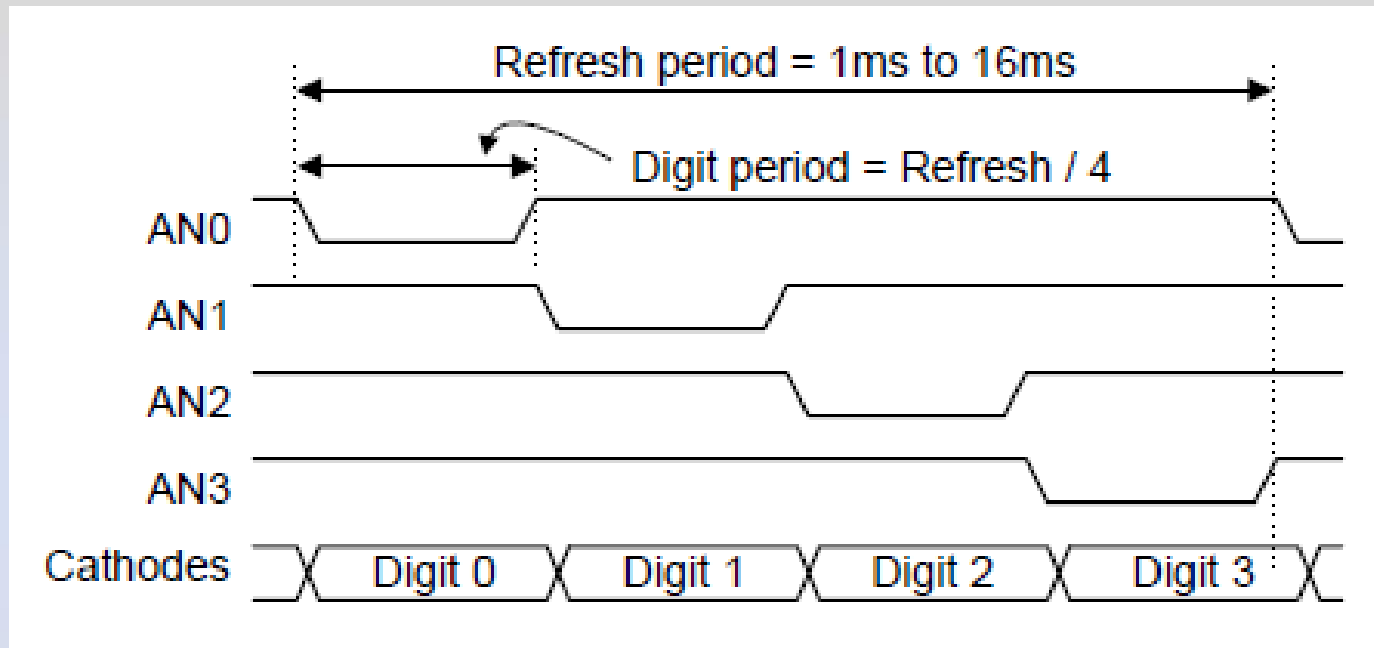 Refresh period = 1ms to 16ms
Digit period = Refresh / 4
AN0
AN1
AN2
AN3
Cathodes Digit 0 Digit 1 Digit 2 Digit 3